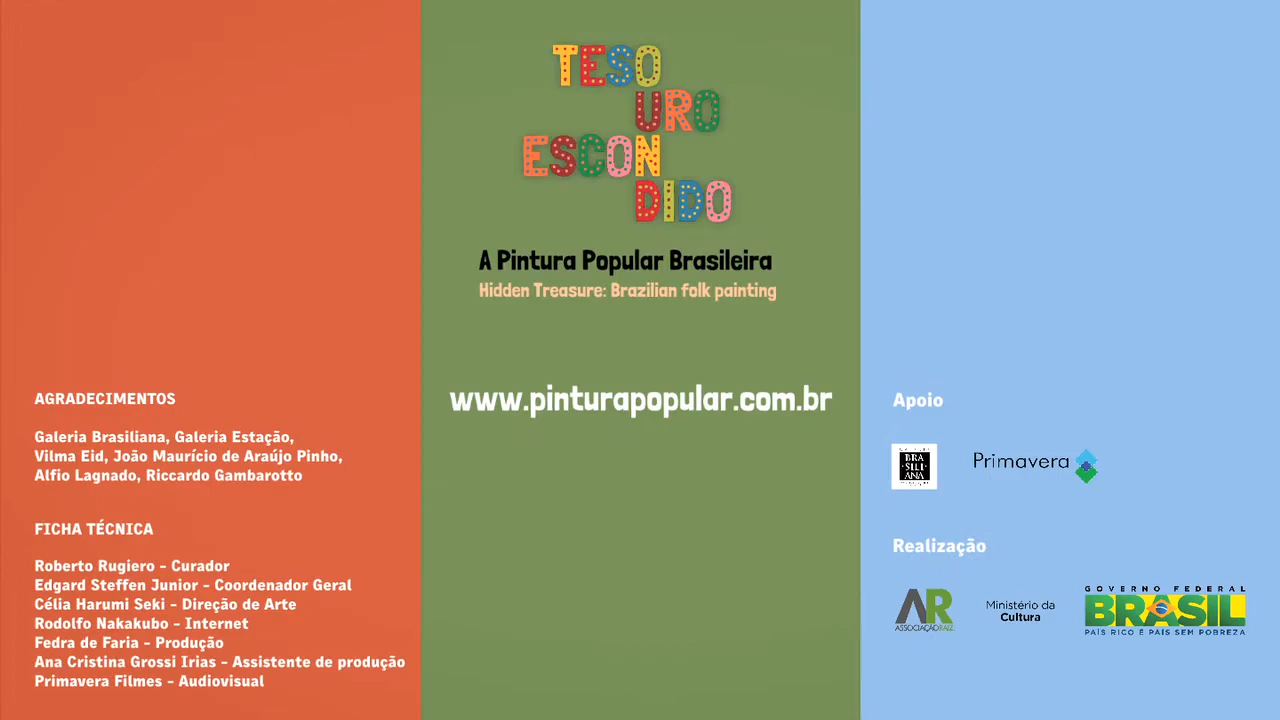 AGRADECIMENTOS
Galeria Brasiliana, Galeria Estação,
Vilma Eid, João Maurício de Araújo Pinho,
Alfio Lagnado, Riccardo Gambarotto
FICHA TÉCNICA
Roberto Rugiero - Curador
Edgard Steffen Junior - Coordenador Geral
Célia Harumi Seki - Direção de Arte
Rodolfo Nakakubo - Internet
Fedra de Faria - Produção
Ana Cristina Grossi Irias - Assistente de produção
Primavera Filmes - Audiovisual
TESO
URO
ESCON
DIDO
A Pintura Popular Brasileira
Hidden Treasure: Brazilian folk painting
www.pinturapopular.com.br
Apoio
BRA
SILI
ANA
Primavera
Realização
AR
ASSOCIAÇÃO RAIZ
Ministério da
Cultura
GOVERNO FEDERAL
BRASIL
PAÍS RICO É PAÍS SEM POBREZA